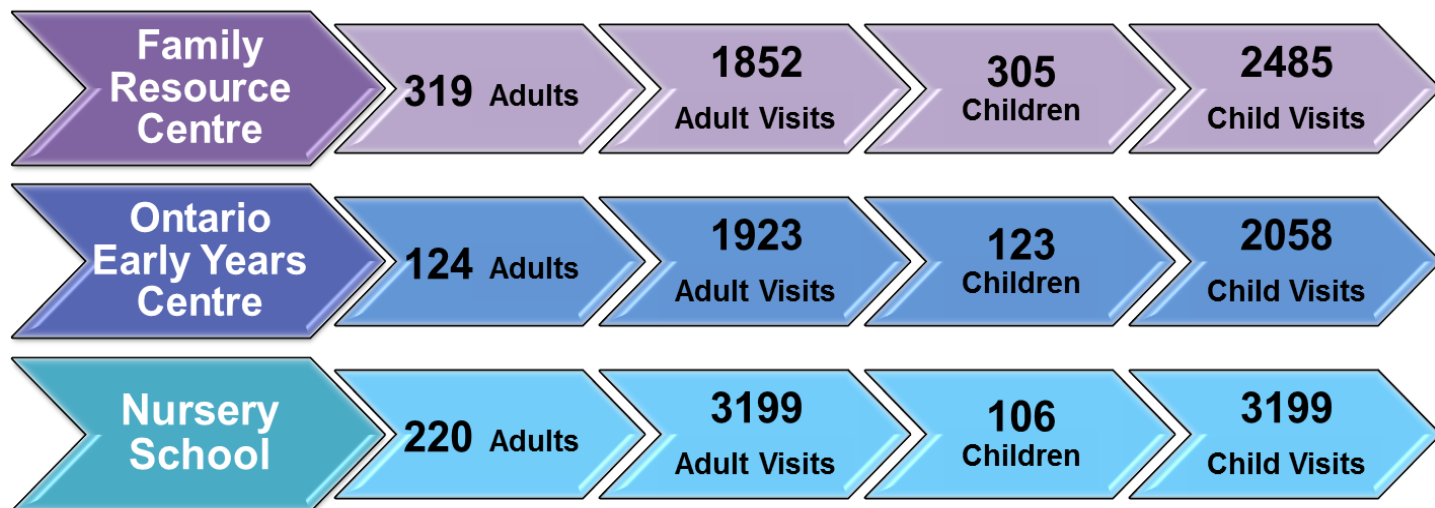 Family
Resource
Centre
319 Adults
1852
Adult Visits
305
Children
2485
Child Visits
Ontario
Early Years
Centre
124 Adults
1923
Adult Visits
123
Children
2058
Child Visits
Nursery
School
220 Adults
3199
Adult Visits
106
Children
3199
Child Visits